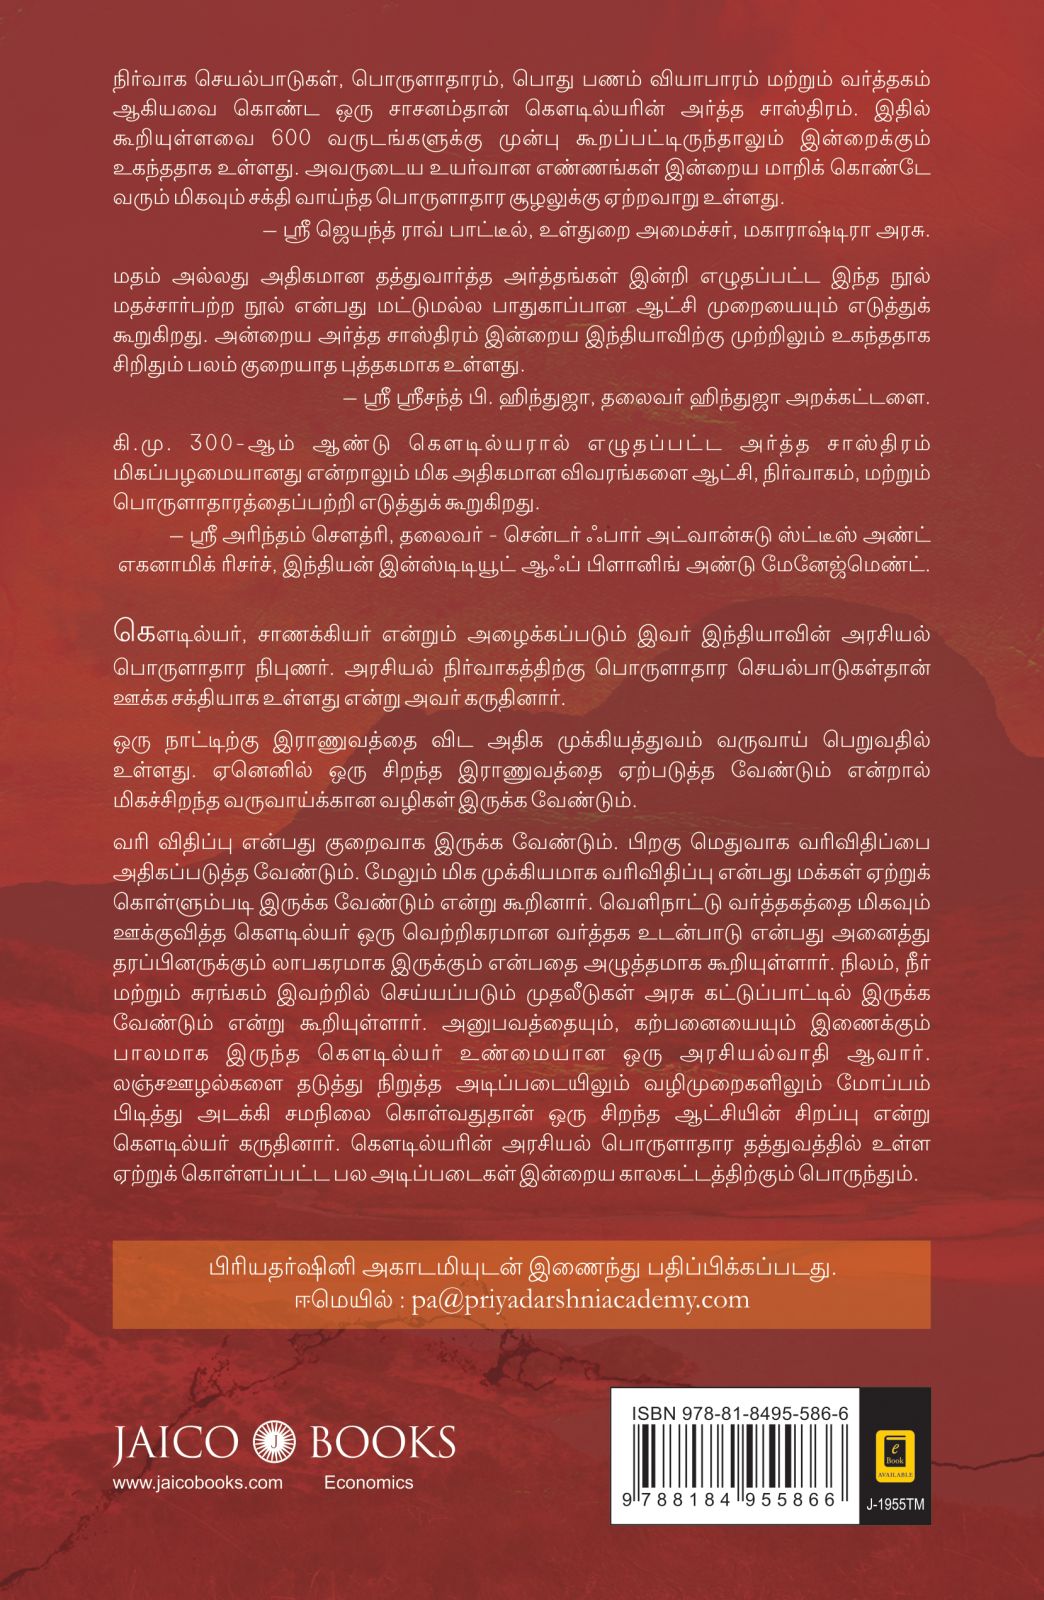 நிர்வாக செயல்பாடுகள், பொருளாதாரம், பொது பணம் வியாபாரம் மற்றும் வர்த்தகம்
ஆகியவை கொண்ட ஒரு சாசனம்தான் கௌடில்யரின் அர்த்த சாஸ்திரம். இதில்
கூறியுள்ளவை 600 வருடங்களுக்கு முன்பு கூறப்பட்டிருந்தாலும் இன்றைக்கும்
உகந்ததாக உள்ளது. அவருடைய உயர்வான எண்ணங்கள் இன்றைய மாறிக் கொண்டே
வரும் மிகவும் சக்தி வாய்ந்த பொருளாதார சூழலுக்கு ஏற்றவாறு உள்ளது.
– ஸ்ரீ ஜெயந்த் ராவ் பாட்டீல், உள்துறை அமைச்சர், மகாராஷ்டிரா அரசு.
மதம் அல்லது அதிகமான தத்துவார்த்த அர்த்தங்கள் இன்றி எழுதப்பட்ட இந்த நூல்
மதச்சார்பற்ற நூல் என்பது மட்டுமல்ல பாதுகாப்பான ஆட்சி முறையையும் எடுத்துக்
கூறுகிறது. அன்றைய அர்த்த சாஸ்திரம் இன்றைய இந்தியாவிற்கு முற்றிலும் உகந்ததாக
சிறிதும் பலம் குறையாத புத்தகமாக உள்ளது.
– ஸ்ரீ ஸ்ரீசந்த் பி. ஹிந்துஜா, தலைவர் ஹிந்துஜா அறக்கட்டளை.
கி.மு. 300-ஆம் ஆண்டு கௌடில்யரால் எழுதப்பட்ட அர்த்த சாஸ்திரம்
மிகப்பழமையானது என்றாலும் மிக அதிகமான விவரங்களை ஆட்சி, நிர்வாகம், மற்றும்
பொருளாதாரத்தைப்பற்றி எடுத்துக் கூறுகிறது.
– ஸ்ரீ அரிந்தம் சௌத்ரி, தலைவர் - சென்டர் ஃபார் அட்வான்சுடு ஸ்ட்டீஸ் அண்ட்
எகனாமிக் ரிசர்ச், இந்தியன் இன்ஸ்டிடியூட் ஆஃப் பிளானிங் அண்டு மேனேஜ்மெண்ட்.
கௌடில்யர், சாணக்கியர் என்றும் அழைக்கப்படும் இவர் இந்தியாவின் அரசியல்
பொருளாதார நிபுணர். அரசியல் நிர்வாகத்திற்கு பொருளாதார செயல்பாடுகள்தான்
ஊக்க சக்தியாக உள்ளது என்று அவர் கருதினார்.
ஒரு நாட்டிற்கு இராணுவத்தை விட அதிக முக்கியத்துவம் வருவாய் பெறுவதில்
உள்ளது. ஏனெனில் ஒரு சிறந்த இராணுவத்தை ஏற்படுத்த வேண்டும் என்றால்
மிகச்சிறந்த வருவாய்க்கான வழிகள் இருக்க வேண்டும்.
வரி விதிப்பு என்பது குறைவாக இருக்க வேண்டும். பிறகு மெதுவாக வரிவிதிப்பை
அதிகப்படுத்த வேண்டும். மேலும் மிக முக்கியமாக வரிவிதிப்பு என்பது மக்கள் ஏற்றுக்
கொள்ளும்படி இருக்க வேண்டும் என்று கூறினார். வெளிநாட்டு வர்த்தகத்தை மிகவும்
ஊக்குவித்த கௌடில்யர் ஒரு வெற்றிகரமான வர்த்தக உடன்பாடு என்பது அனைத்து
தரப்பினருக்கும் லாபகரமாக இருக்கும் என்பதை அழுத்தமாக கூறியுள்ளார். நிலம், நீர்
மற்றும் சுரங்கம் இவற்றில் செய்யப்படும் முதலீடுகள் அரசு கட்டுப்பாட்டில் இருக்க
வேண்டும் என்று கூறியுள்ளார். அனுபவத்தையும், கற்பனையையும் இணைக்கும்
பாலமாக இருந்த கௌடில்யர் உண்மையான ஒரு அரசியல்வாதி ஆவார்.
லஞ்சஊழல்களை தடுத்து நிறுத்த அடிப்படையிலும் வழிமுறைகளிலும் மோப்பம்
பிடித்து அடக்கி சமநிலை கொள்வதுதான் ஒரு சிறந்த ஆட்சியின் சிறப்பு என்று
கௌடில்யர் கருதினார். கௌடில்யரின் அரசியல் பொருளாதார தத்துவத்தில் உள்ள
ஏற்றுக் கொள்ளப்பட்ட பல அடிப்படைகள் இன்றைய காலகட்டத்திற்கும் பொருந்தும்.
பிரியதர்ஷினி அகாடமியுடன் இணைந்து பதிப்பிக்கப்படது.
ஈமெயில் : pa@priyadarshniacademy.com
JAICO J BOOKS
www.jaicobooks.com Economics
ISBN 978-81-8495-586-6
9 788184 955866
e Book AVAILABLE
J-1955TM